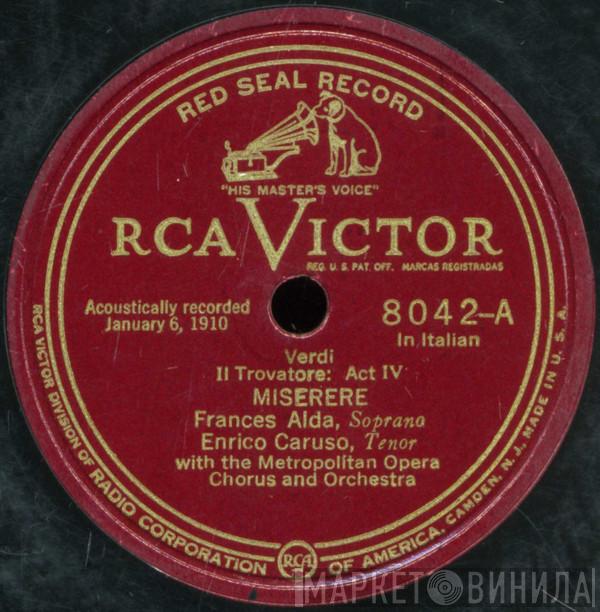 RED SEAL RECORD
"HIS MASTER'S VOICE"
RCA VICTOR
REG. U. S. PAT. OFF. MARCAS REGISTRADAS
Acoustically recorded
January 6, 1910
8042-A
In Italian
Verdi
Il Trovatore: Act IV
MISERERE
Frances Alda, Soprano
Enrico Caruso, Tenor
with the Metropolitan Opera
Chorus and Orchestra
RCA VICTOR DIVISION OF RADIO CORPORATION OF AMERICA, CAMDEN, N. J., MADE IN U. S. A.
RCA
МАРКЕТ ВИНИЛА